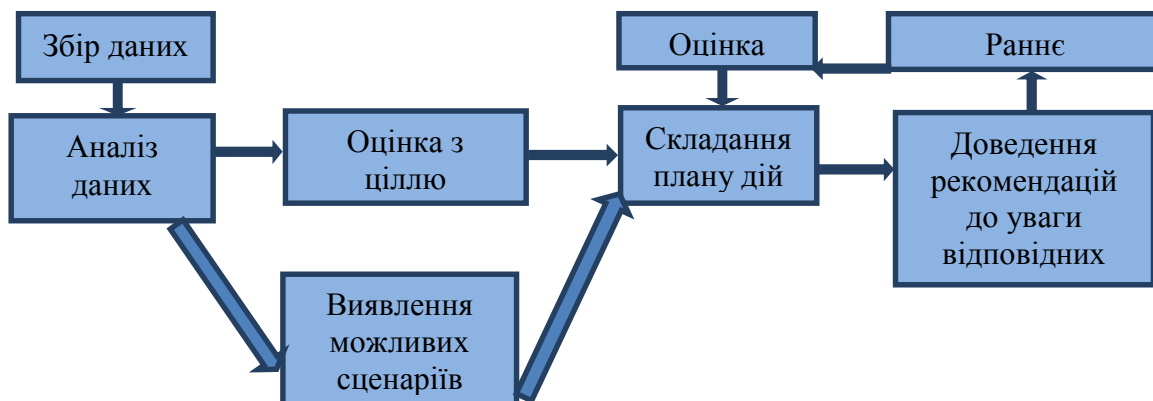 Збір даних
Оцінка
Раннє
Аналіз
даних
Оцінка з
ціллю
Складання
плану дій
Доведення
рекомендацій
до уваги
відповідних
Виявлення
можливих
сценаріїв